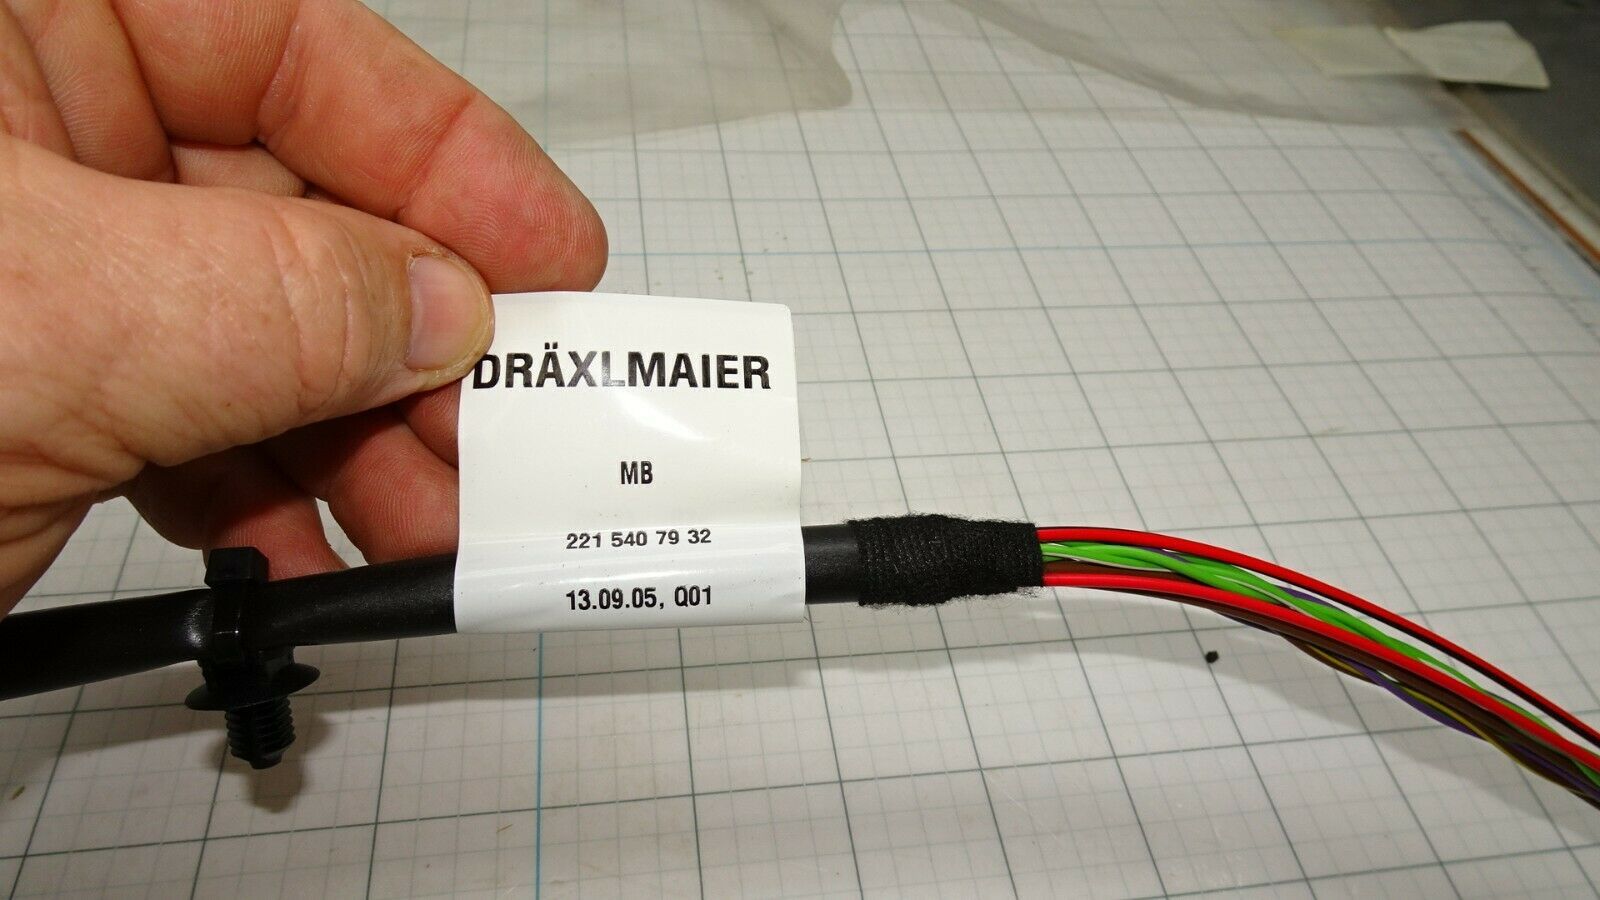 DRÄXLMAIER
MB
221 540 79 32
13.09.05, Q01